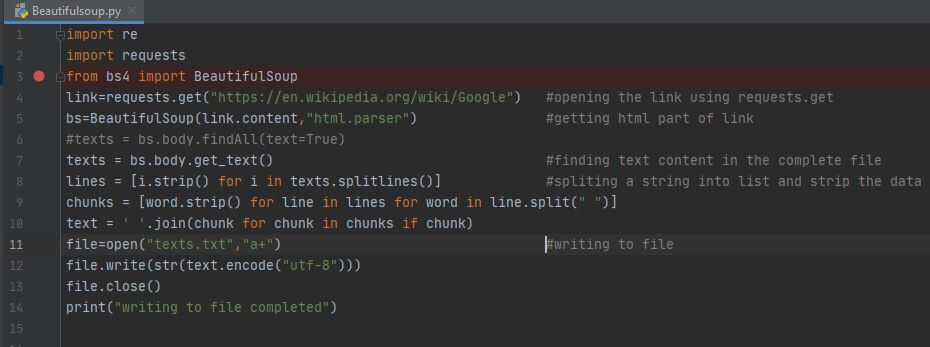 Beautifulsoup.py
1 import re
2 import requests
3 from bs4 import BeautifulSoup
4 link=requests.get("https://en.wikipedia.org/wiki/Google") #opening the link using requests.get
5 bs=BeautifulSoup(link.content,"html.parser") #getting html part of link
6 #texts = bs.body.findAll(text=True)
7 texts = bs.body.get_text() #finding text content in the complete file
8 lines = [i.strip() for i in texts.splitlines()] #spliting a string into list and strip the data
9 chunks = [word.strip() for line in lines for word in line.split(" ")]
10 text = ' '.join(chunk for chunk in chunks if chunk)
11 file=open("texts.txt","a+") #writing to file
12 file.write(str(text.encode("utf-8")))
13 file.close()
14 print("writing to file completed")
15